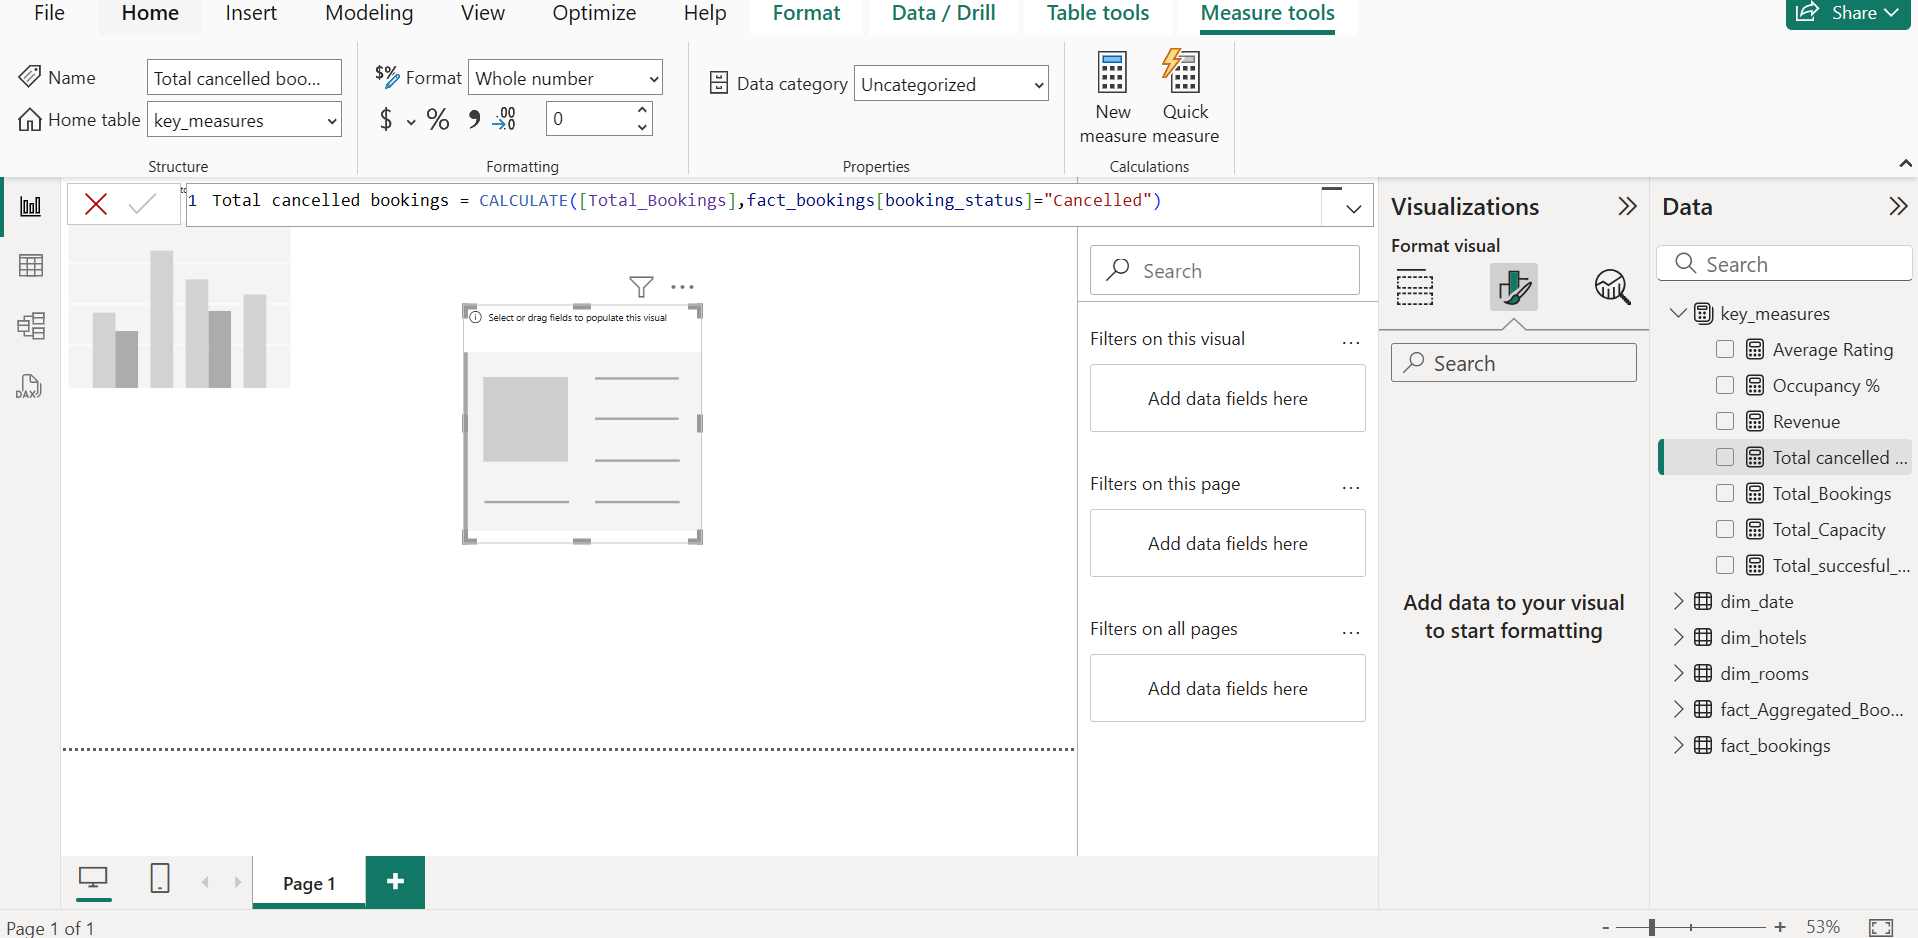 File Home Insert Modeling View Optimize Help Format Data / Drill Table tools Measure tools Share
Name Total cancelled boo... $% Format Whole number Data category Uncategorized New measure Quick measure
Home table key_measures $ % 9 .00 0
Structure Formatting Properties Calculations
1 Total cancelled bookings = CALCULATE([Total_Bookings],fact_bookings[booking_status]="Cancelled")
Select or drag fields to populate this visual
Search
Filters on this visual ...
Add data fields here
Filters on this page ...
Add data fields here
Filters on all pages ...
Add data fields here
Visualizations
Format visual
Search
Add data to your visual
to start formatting
Data
Search
key_measures
Average Rating
Occupancy %
Revenue
Total cancelled ...
Total_Bookings
Total_Capacity
Total_succesful_...
dim_date
dim_hotels
dim_rooms
fact_Aggregated_Boo...
fact_bookings
DAX
Page 1 +
Page 1 of 1
- + 53%